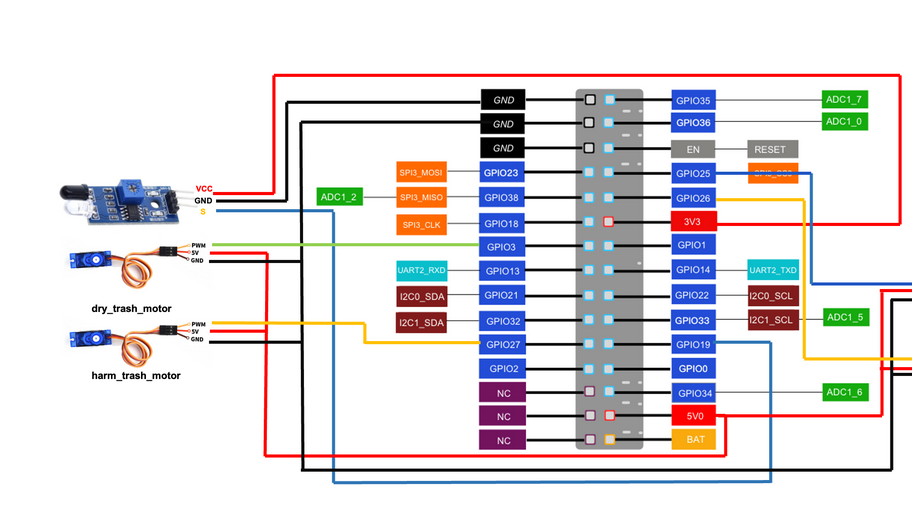 GND GPIO35 ADC1_7
GND GPIO36 ADC1_0
GND EN RESET
SPI3_MOSI GPIO23 GPIO25
VCC
GND
S
ADC1_2 SPI3_MISO GPIO38 GPIO26
SPI3_CLK GPIO18 3V3
PWM
5V
GND
GPIO3 GPIO1
UART2_RXD GPIO13 GPIO14 UART2_TXD
I2C0_SDA GPIO21 GPIO22 I2C0_SCL
dry_trash_motor
I2C1_SDA GPIO32 GPIO33 I2C1_SCL ADC1_5
PWM
5V
GND
GPIO27 GPIO19
GPIO2 GPIO0
harm_trash_motor
NC GPIO34 ADC1_6
NC 5V0
NC BAT